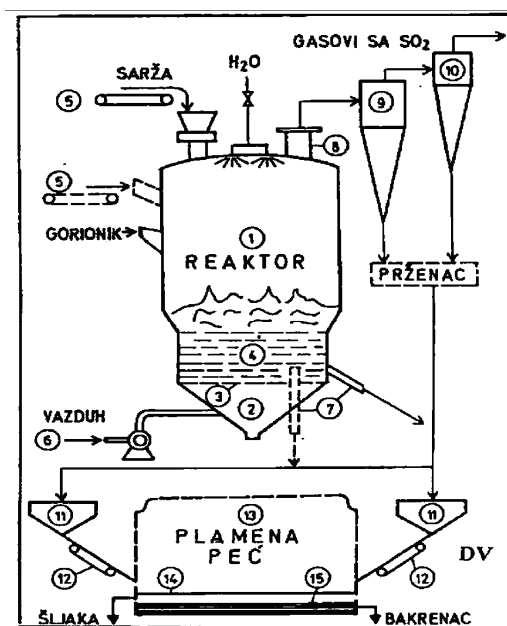 GASOVI SA SO₂
10
SARŽA
H₂O
9
5
8
5
GORIONIK
1
REAKTOR
PRŽENAC
4
3
2
7
VAZDUH
6
11
13
11
PLAMENA
PEĆ
DV
12
12
14
15
ŠLJAKA
BAKRENAC